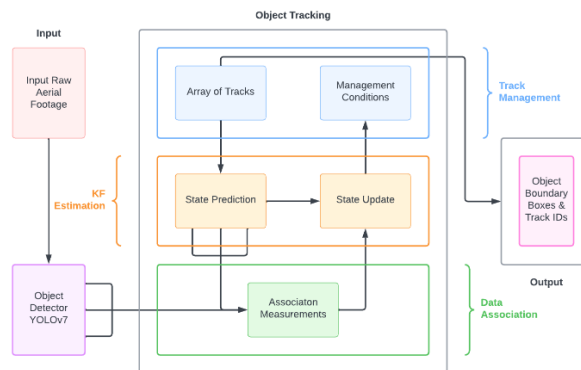 Object Tracking
Input
Input Raw
Aerial
Footage
Array of Tracks
Management
Conditions
Track
Management
KF
Estimation
State Prediction
State Update
Object
Boundary
Boxes &
Track IDs
Output
Object
Detector
YOLOv7
Associaton
Measurements
Data
Association